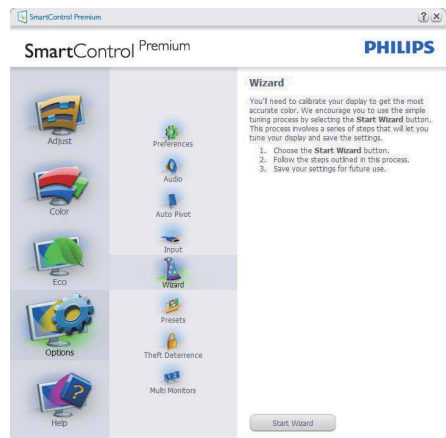 SmartControl Premium
SmartControl Premium
PHILIPS
Adjust
Color
Eco
Options
Help
Preferences
Audio
Auto Pivot
Input
Wizard
Presets
Theft Deterrence
Multi Monitors
Wizard
You'll need to calibrate your display to get the most
accurate color. We encourage you to use the simple
tuning process by selecting the Start Wizard button.
This process involves a series of steps that will let you
tune your display and save the settings.
1. Choose the Start Wizard button.
2. Follow the steps outlined in this process.
3. Save your settings for future use.
Start Wizard